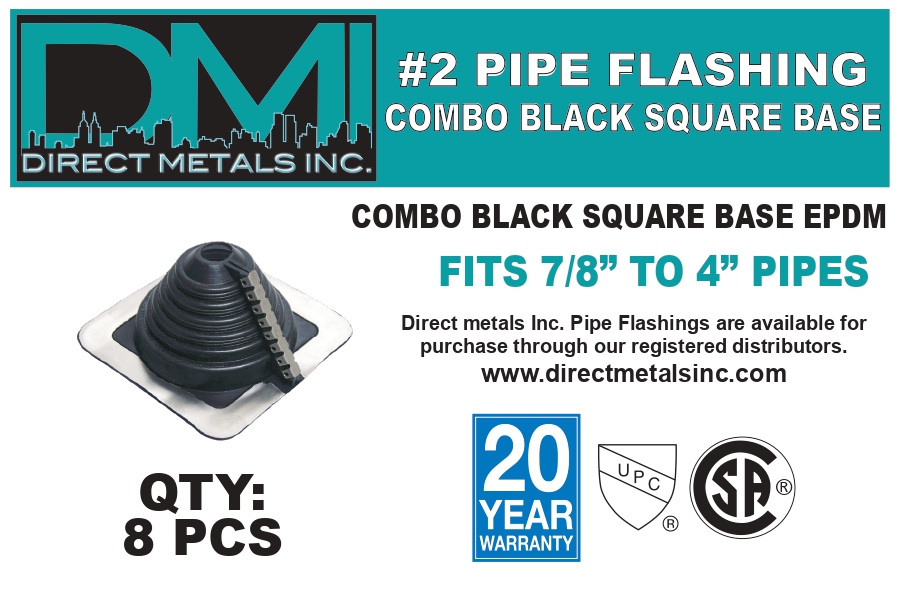 DMI
DIRECT METALS INC.
#2 PIPE FLASHING
COMBO BLACK SQUARE BASE
COMBO BLACK SQUARE BASE EPDM
FITS 7/8” TO 4” PIPES
Direct metals Inc. Pipe Flashings are available for
purchase through our registered distributors.
www.directmetalsinc.com
QTY:
8 PCS
20
YEAR
WARRANTY
UPC
®
SA
®